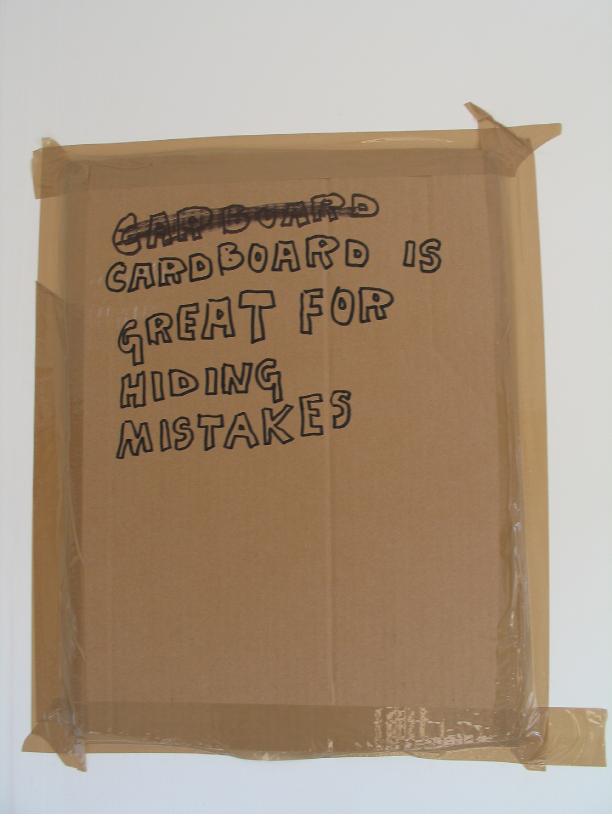 CARBOARD
CARDBOARD IS
GREAT FOR
HIDING
MISTAKES